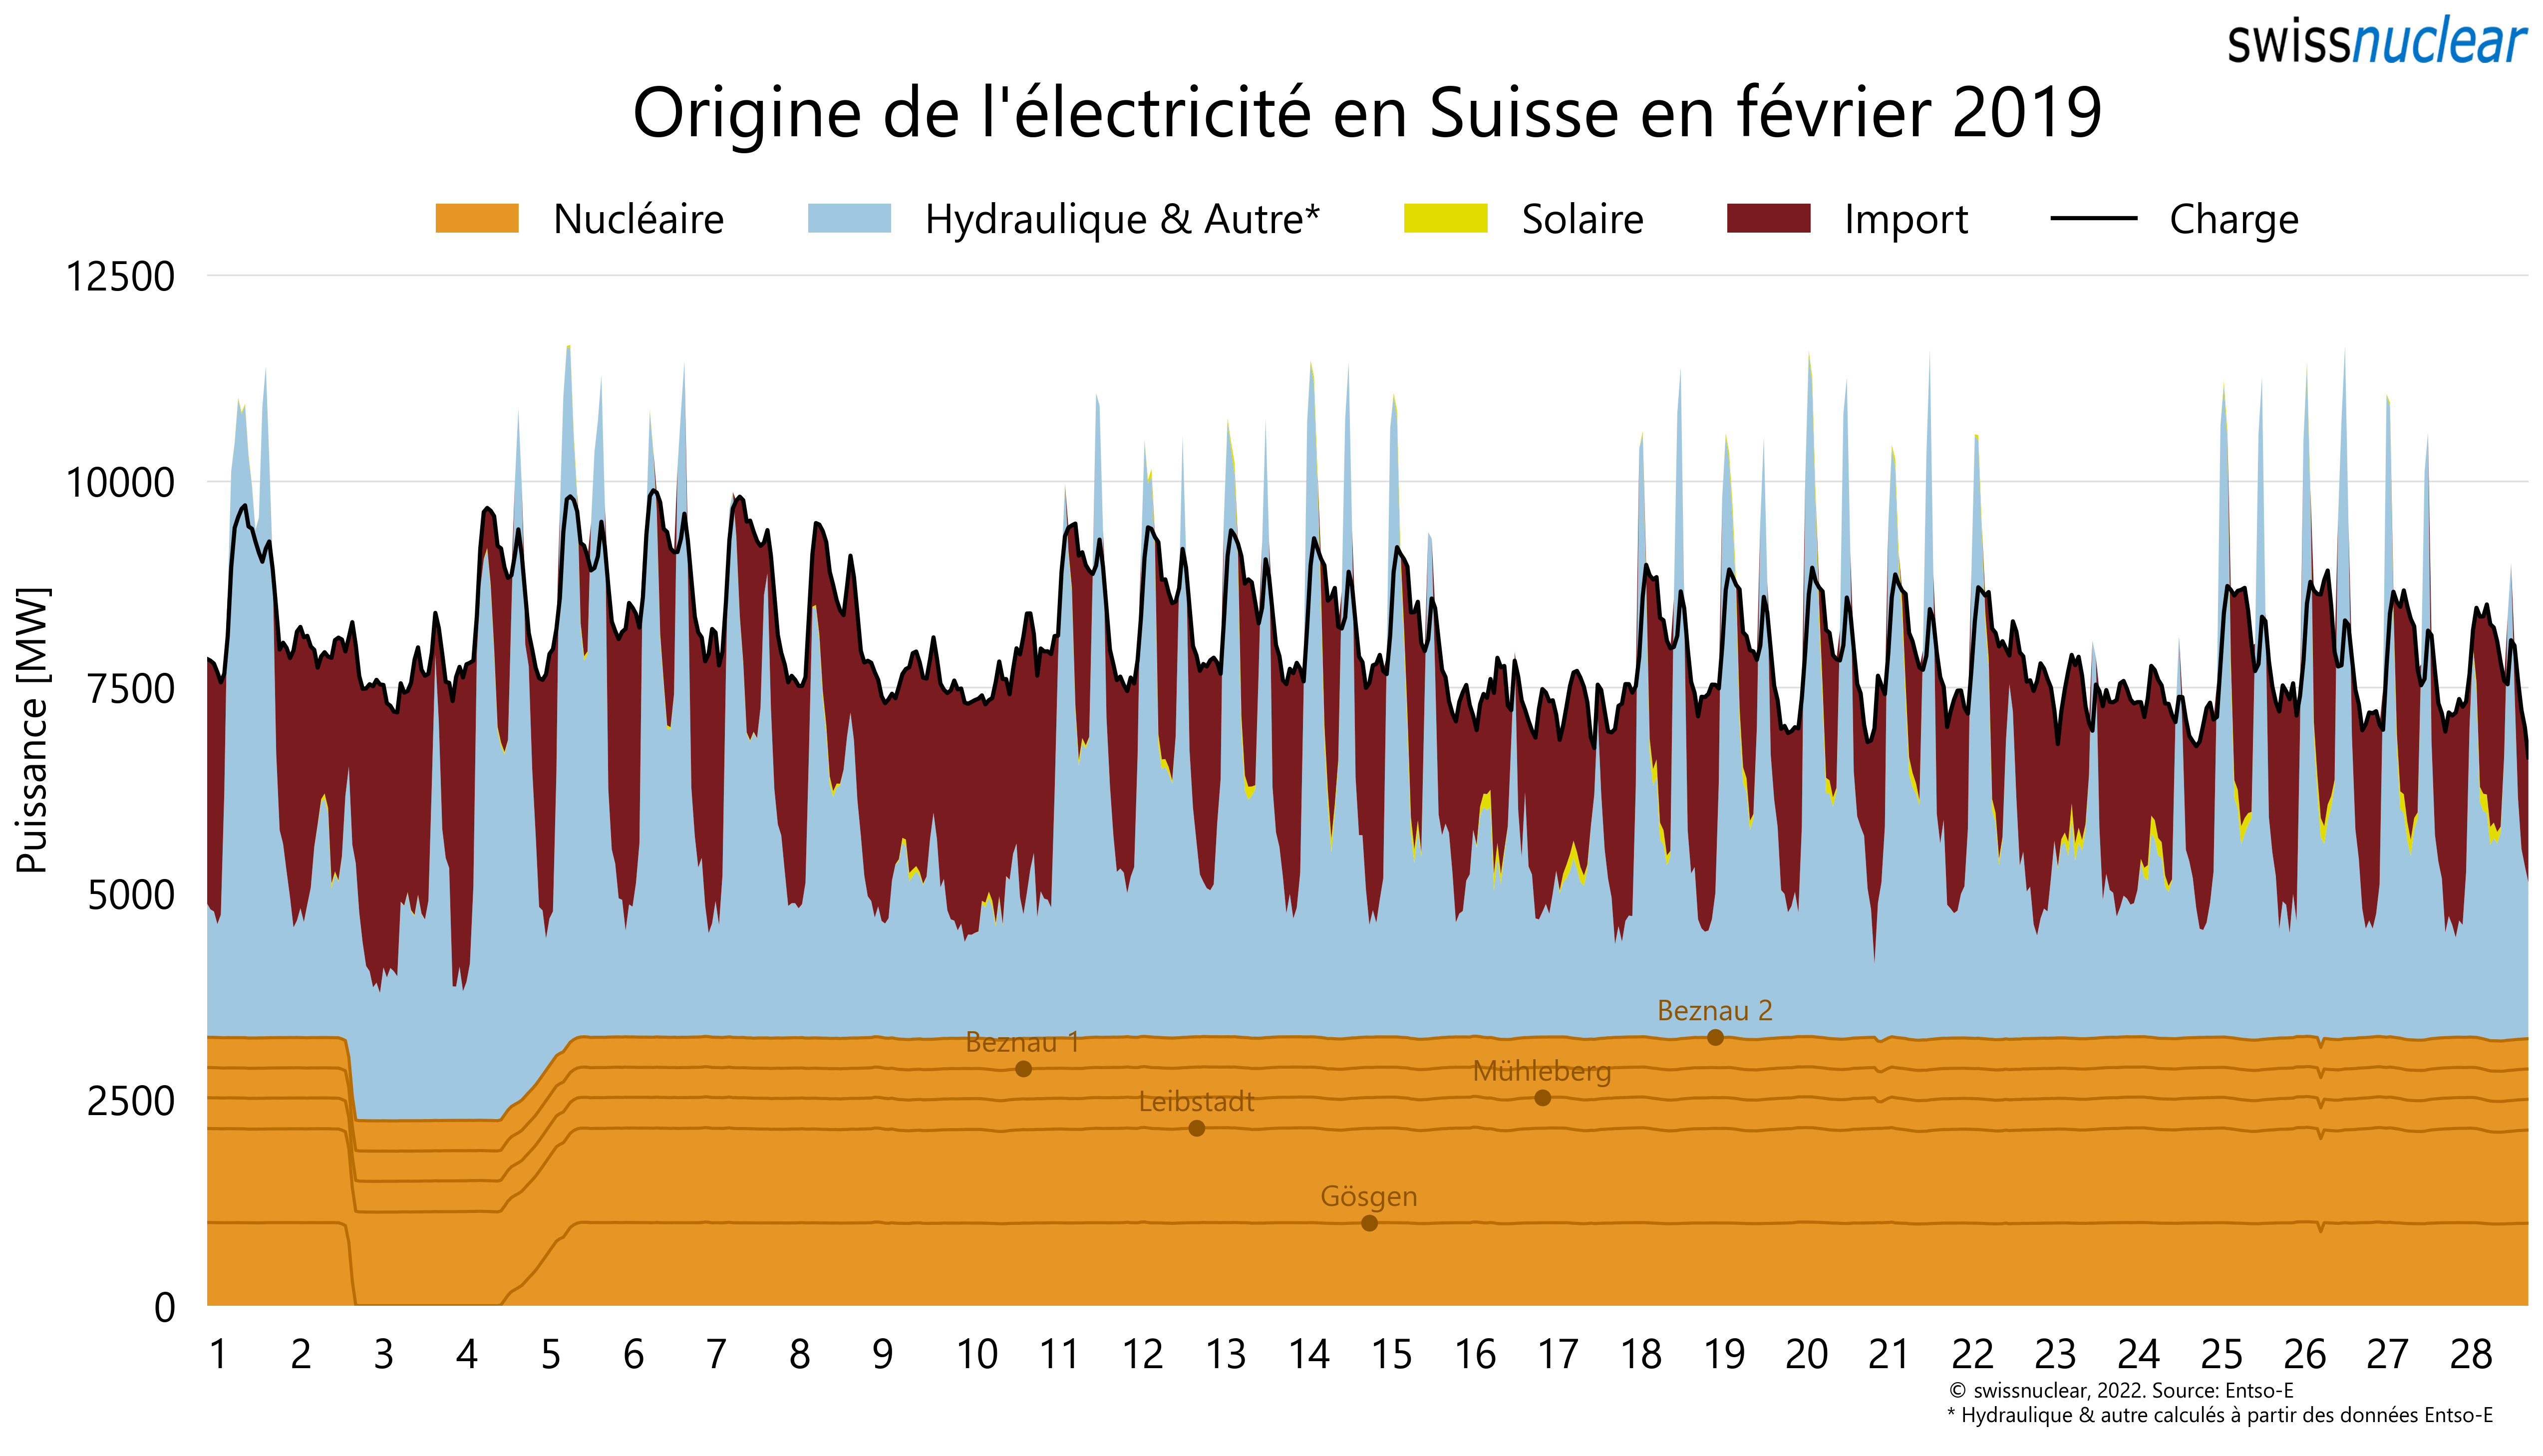 swissnuclear
Origine de l'électricité en Suisse en février 2019
Nucléaire Hydraulique & Autre* Solaire Import Charge
Puissance [MW]
12500
10000
7500
5000
2500
0
Beznau 2
Beznau 1
Mühleberg
Leibstadt
Gösgen
1 2 3 4 5 6 7 8 9 10 11 12 13 14 15 16 17 18 19 20 21 22 23 24 25 26 27 28
© swissnuclear, 2022. Source: Entso-E
* Hydraulique & autre calculés à partir des données Entso-E